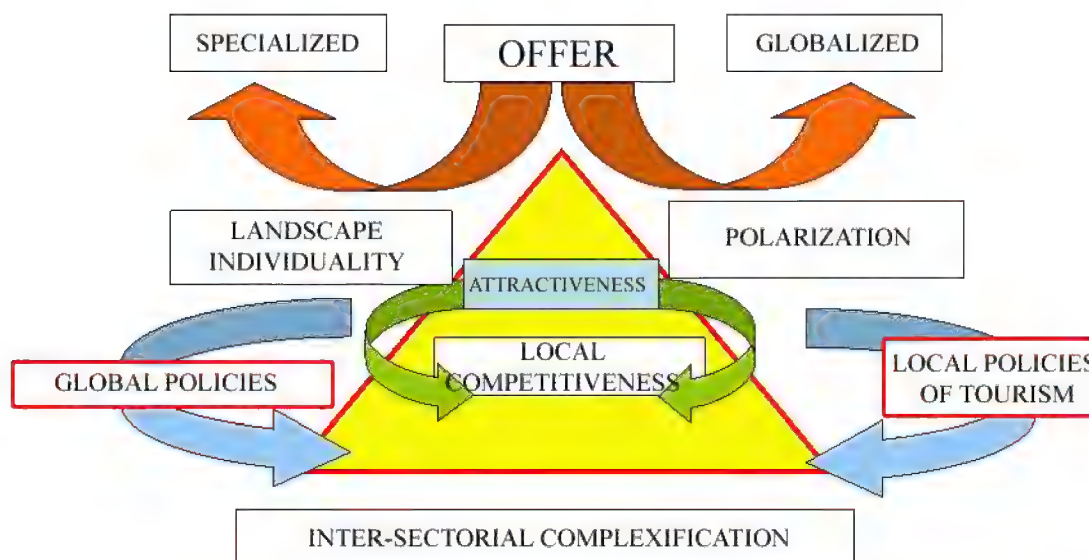 SPECIALIZED
OFFER
GLOBALIZED
LANDSCAPE
INDIVIDUALITY
POLARIZATION
ATTRACTIVENESS
LOCAL
COMPETITIVENESS
GLOBAL POLICIES
LOCAL POLICIES
OF TOURISM
INTER-SECTORIAL COMPLEXIFICATION